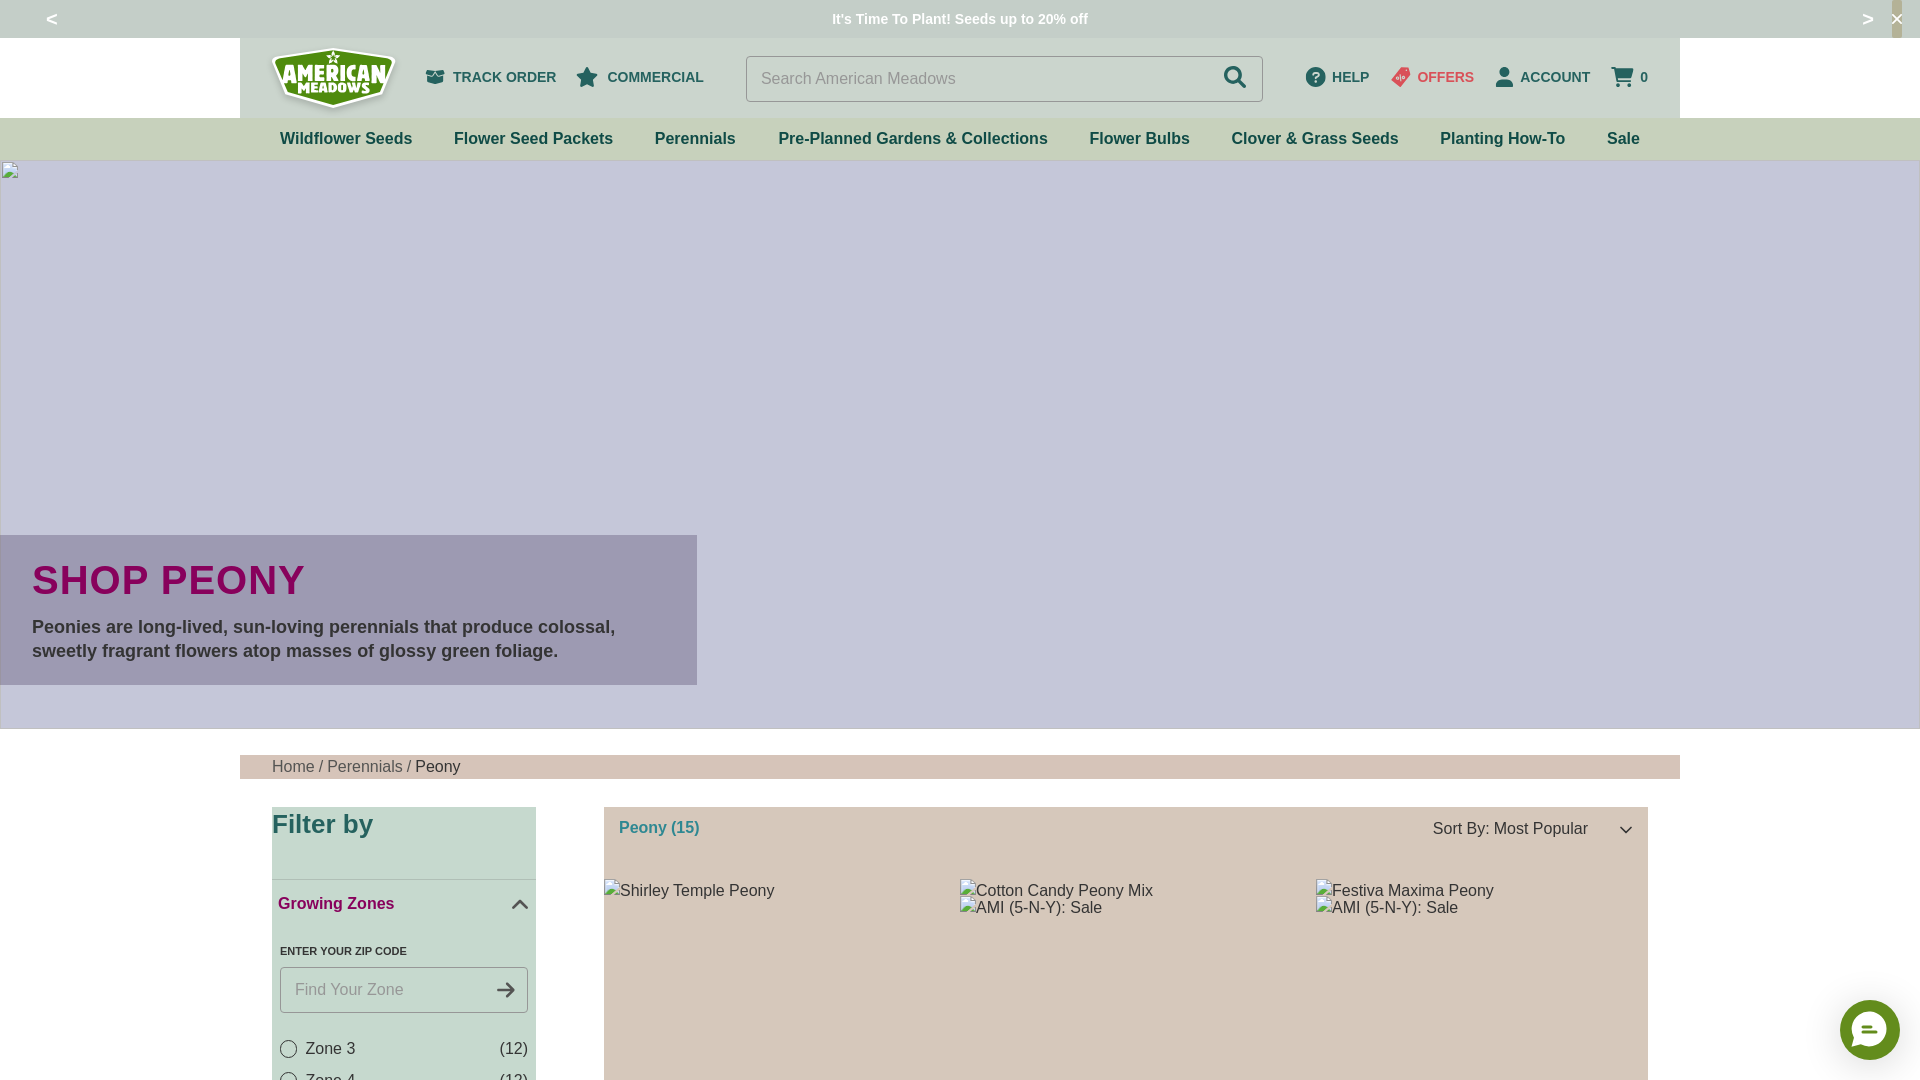 <
It's Time To Plant! Seeds up to 20% off
>
×
AMERICAN
MEADOWS
TRACK ORDER
COMMERCIAL
Search American Meadows
HELP
OFFERS
ACCOUNT
0
Wildflower Seeds
Flower Seed Packets
Perennials
Pre-Planned Gardens & Collections
Flower Bulbs
Clover & Grass Seeds
Planting How-To
Sale
SHOP PEONY
Peonies are long-lived, sun-loving perennials that produce colossal,
sweetly fragrant flowers atop masses of glossy green foliage.
Home / Perennials / Peony
Filter by
Growing Zones
ENTER YOUR ZIP CODE
Find Your Zone
Zone 3 (12)
Zone 4 (12)
Peony (15)
Sort By: Most Popular
Shirley Temple Peony
Cotton Candy Peony Mix
AMI (5-N-Y): Sale
Festiva Maxima Peony
AMI (5-N-Y): Sale